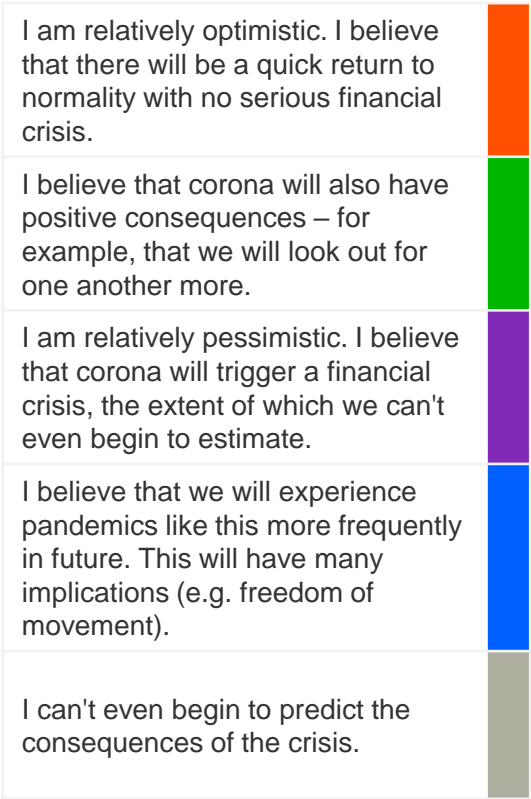 I am relatively optimistic. I believe
that there will be a quick return to
normality with no serious financial
crisis.
I believe that corona will also have
positive consequences – for
example, that we will look out for
one another more.
I am relatively pessimistic. I believe
that corona will trigger a financial
crisis, the extent of which we can't
even begin to estimate.
I believe that we will experience
pandemics like this more frequently
in future. This will have many
implications (e.g. freedom of
movement).
I can't even begin to predict the
consequences of the crisis.